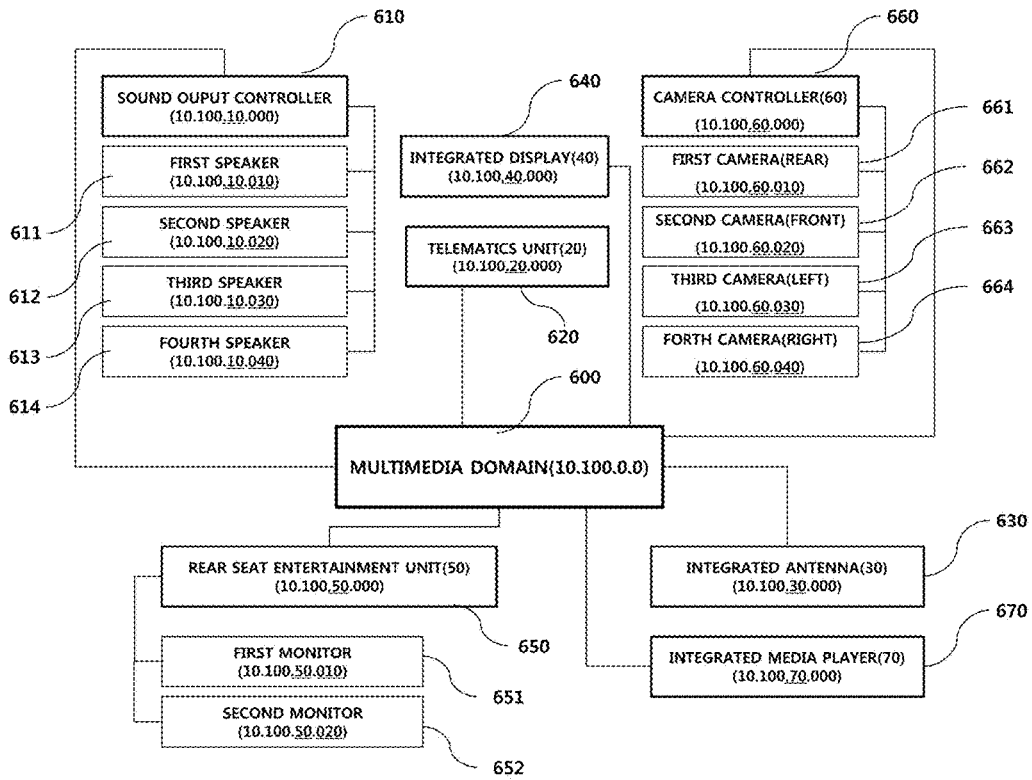 610
SOUND OUPUT CONTROLLER
(10.100.10.000)
FIRST SPEAKER
(10.100.10.010)
611
SECOND SPEAKER
(10.100.10.020)
612
THIRD SPEAKER
(10.100.10.030)
613
FOURTH SPEAKER
(10.100.10.040)
614
640
INTEGRATED DISPLAY(40)
(10.100.40.000)
TELEMATICS UNIT(20)
(10.100.20.000)
620
660
CAMERA CONTROLLER(60)
(10.100.60.000)
661
FIRST CAMERA(REAR)
(10.100.60.010)
662
SECOND CAMERA(FRONT)
(10.100.60.020)
663
THIRD CAMERA(LEFT)
(10.100.60.030)
664
FORTH CAMERA(RIGHT)
(10.100.60.040)
600
MULTIMEDIA DOMAIN(10.100.0.0)
REAR SEAT ENTERTAINMENT UNIT(50)
(10.100.50.000)
650
FIRST MONITOR
(10.100.50.010)
651
SECOND MONITOR
(10.100.50.020)
652
630
INTEGRATED ANTENNA(30)
(10.100.30.000)
670
INTEGRATED MEDIA PLAYER(70)
(10.100.70.000)